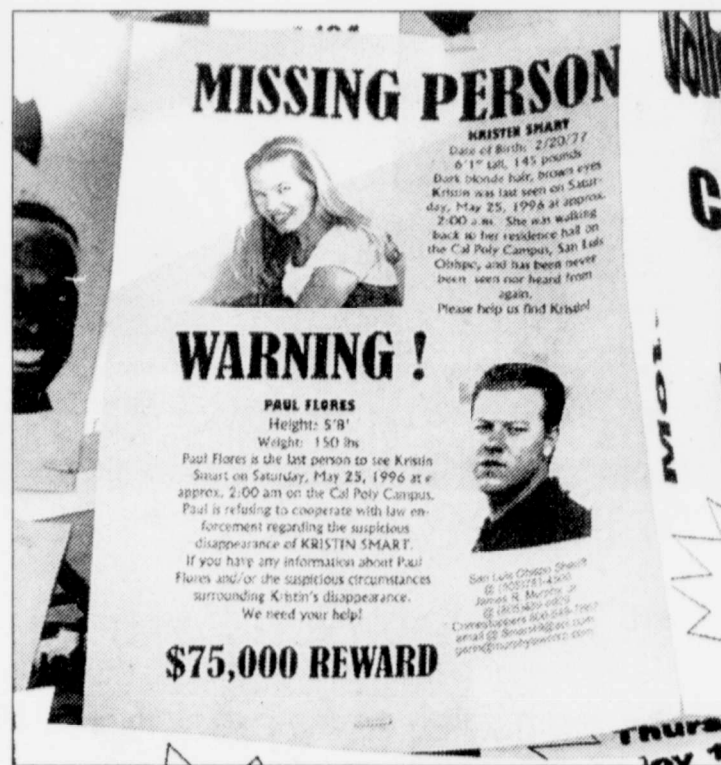 MISSING PERSON
KRISTIN SMART
Date of Birth: 2/20/77
6'1" tall, 145 pounds
Dark blonde hair, brown eyes
Kristin was last seen on Satur-
day, May 25, 1996 at approx.
2:00 a.m. She was walking
back to her residence hall on
the Cal Poly Campus, San Luis
Obispo, and has been never
been seen nor heard from
again.
Please help us find Kristin!
WARNING !
PAUL FLORES
Height: 5'8'
Weight: 150 lbs
Paul Flores is the last person to see Kristin
Smart on Saturday, May 25, 1996 at e
approx. 2:00 am on the Cal Poly Campus.
Paul is refusing to cooperate with law en-
forcement regarding the suspicious
disappearance of KRISTIN SMART.
If you have any information about Paul
Flores and/or the suspicious circumstances
surrounding Kristin's disappearance.
We need your help!
$75,000 REWARD
San Luis Obispo Sheriff
James R. Murphy Jr
Crimestoppers
email @
Thurs